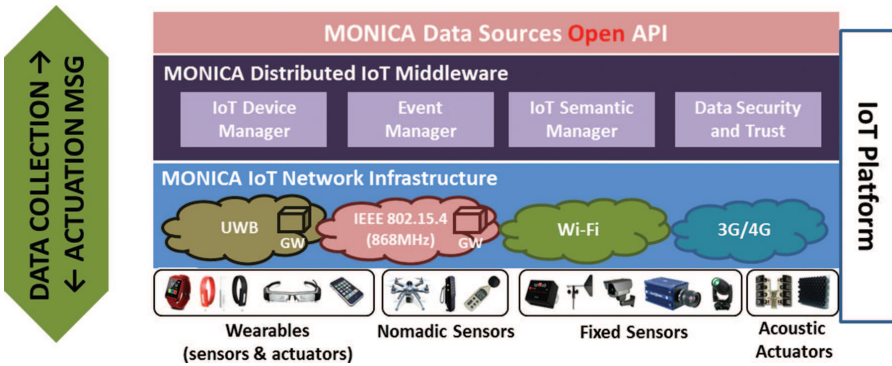 DATA COLLECTION →
← ACTUATION MSG
MONICA Data Sources Open API
MONICA Distributed IoT Middleware
IoT Device
Manager
Event
Manager
IoT Semantic
Manager
Data Security
and Trust
MONICA IoT Network Infrastructure
UWB
GW
IEEE 802.15.4
(868MHz)
GW
Wi-Fi
3G/4G
Wearables
(sensors & actuators)
Nomadic Sensors
Fixed Sensors
Acoustic
Actuators
IoT Platform